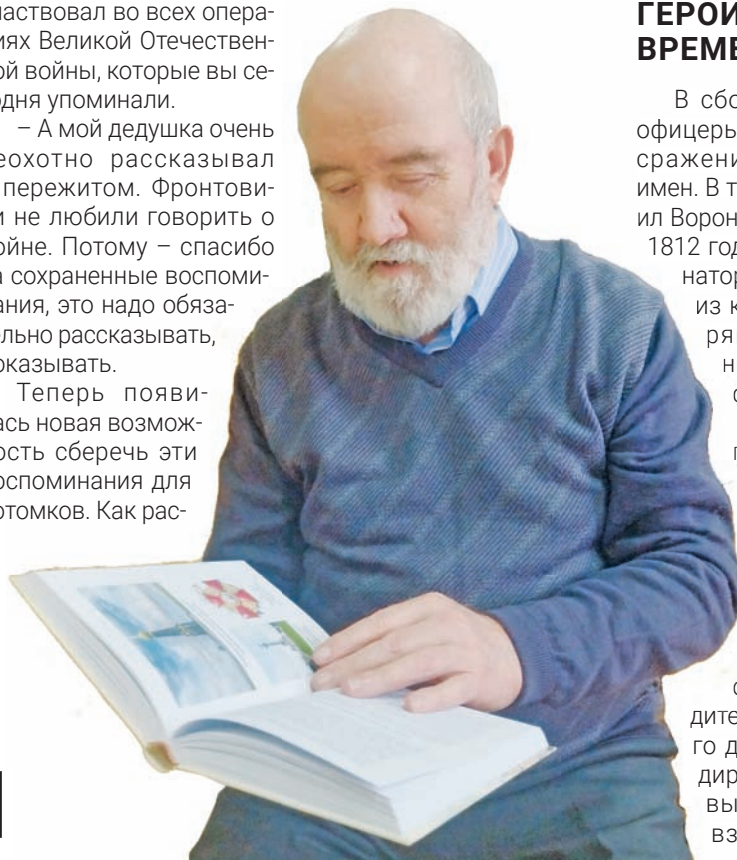 аствовал во всех опера-
иях Великой Отечествен-
ой войны, которые вы се-
одня упоминали.
– А мой дедушка очень
еохотно рассказывал
пережитом. Фронтови-
и не любили говорить о
ойне. Потому – спасибо
а сохраненные воспоми-
ания, это надо обяза-
ельно рассказывать,
оказывать.
Теперь появи-
ась новая возмож-
ость сберечь эти
оспоминания для
отомков. Как рас-
ГЕРОИ
ВРЕМЕ
В сбо
офицеры
сражени
имен. В т
ил Ворон
1812 год
натор
из к
ря
н
с
п
с
дите
го д
дир
вы
вз